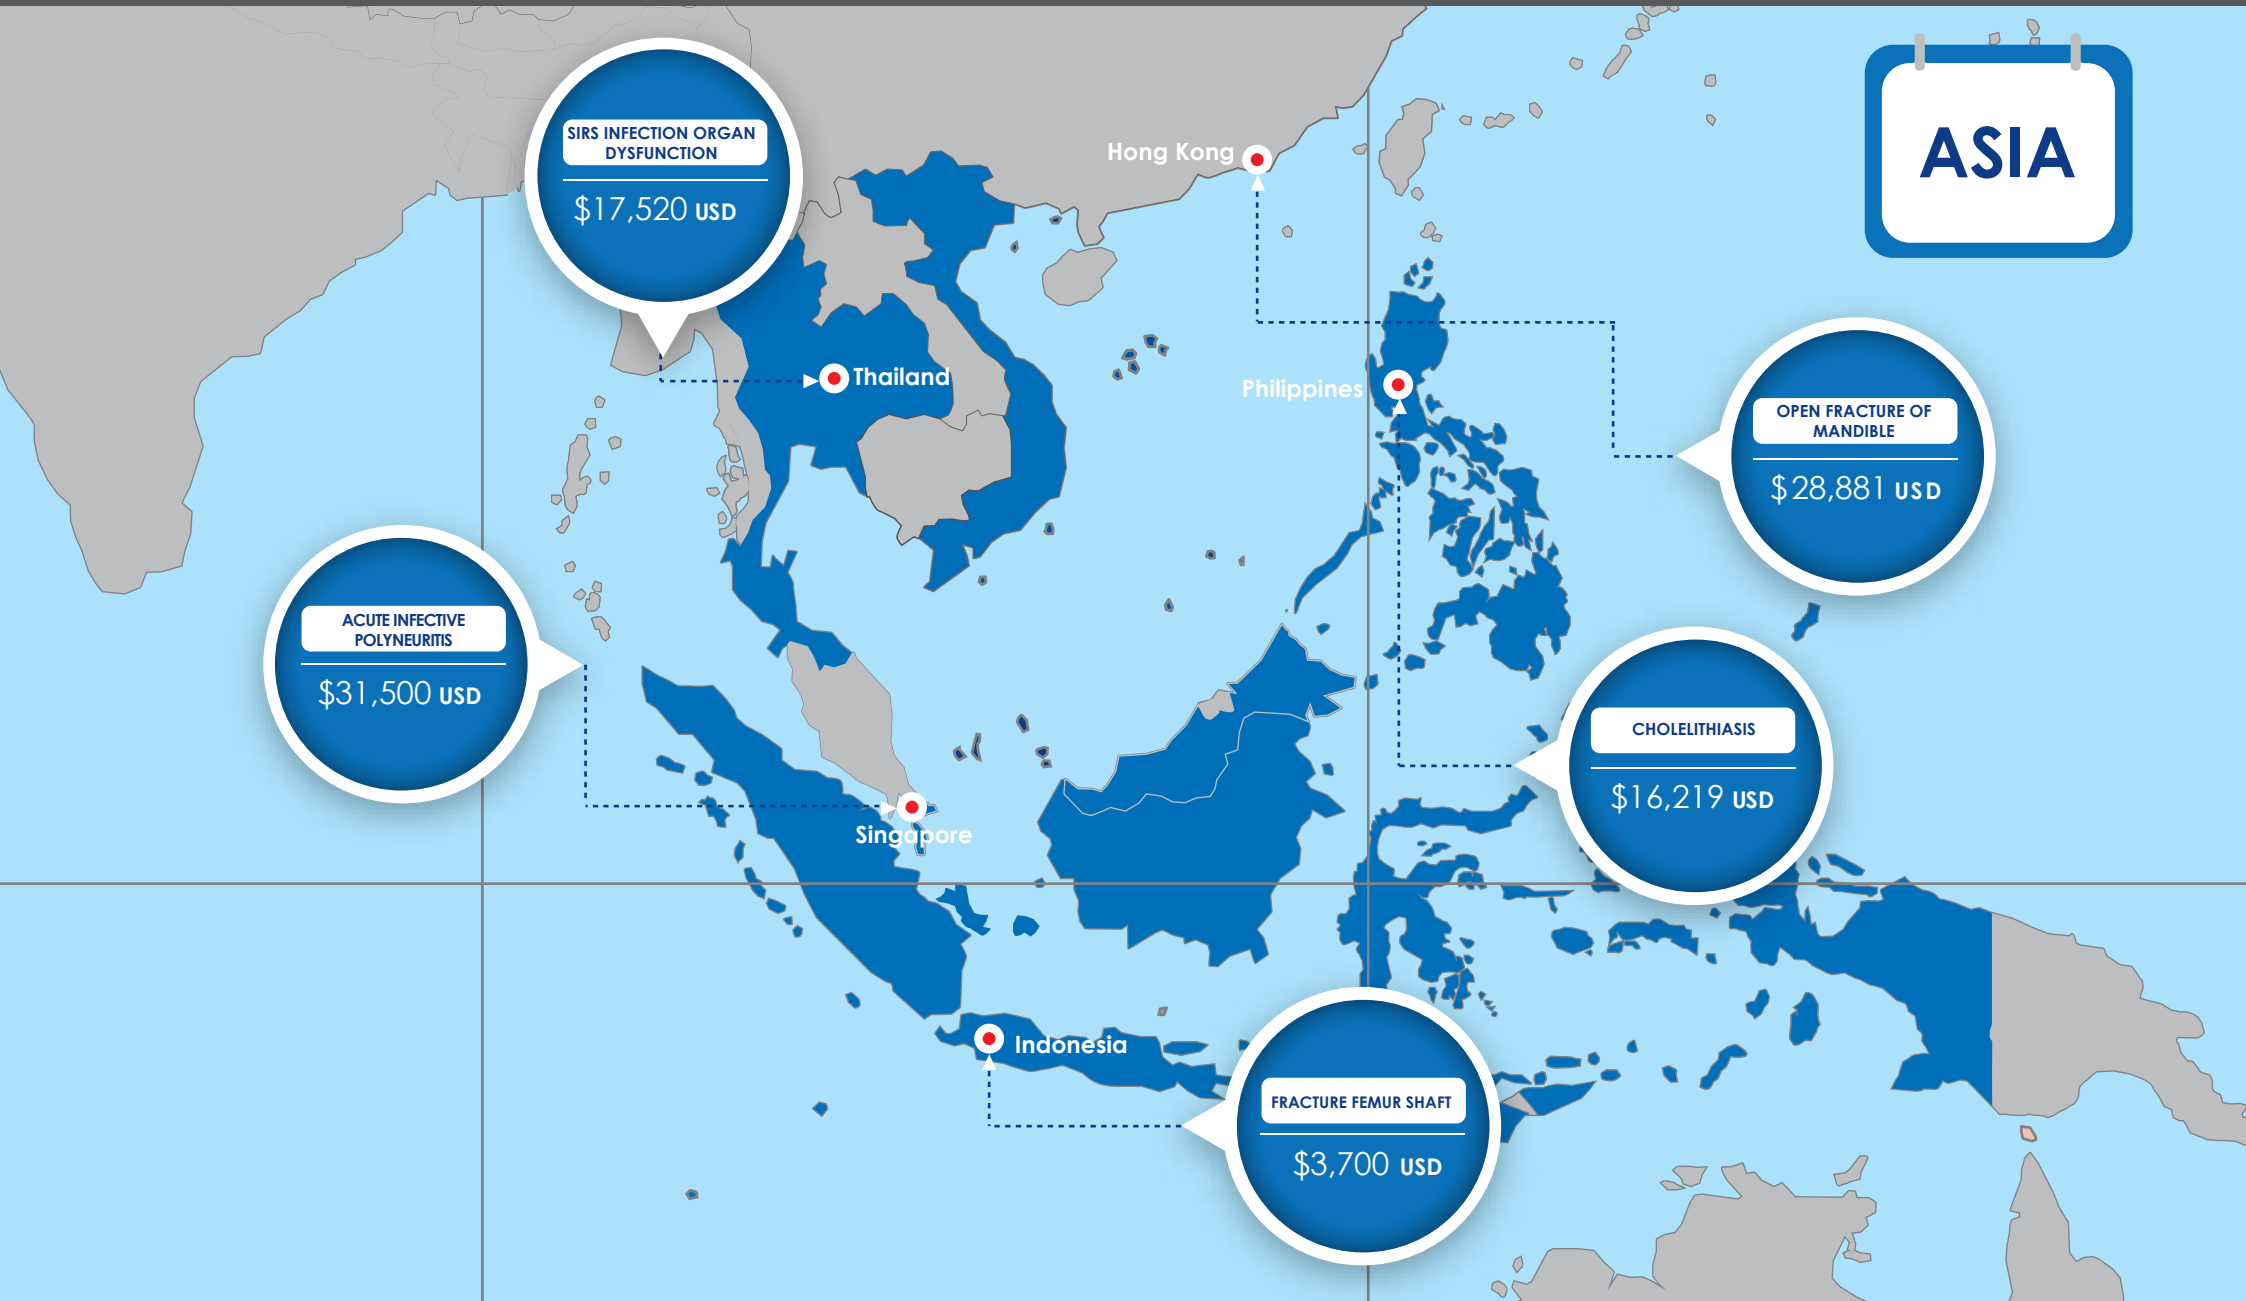 ASIA
SIRS INFECTION ORGAN
DYSFUNCTION
$17,520 USD
Hong Kong
Thailand
Philippines
OPEN FRACTURE OF
MANDIBLE
$28,881 USD
ACUTE INFECTIVE
POLYNEURITIS
$31,500 USD
CHOLELITHIASIS
$16,219 USD
Singapore
Indonesia
FRACTURE FEMUR SHAFT
$3,700 USD